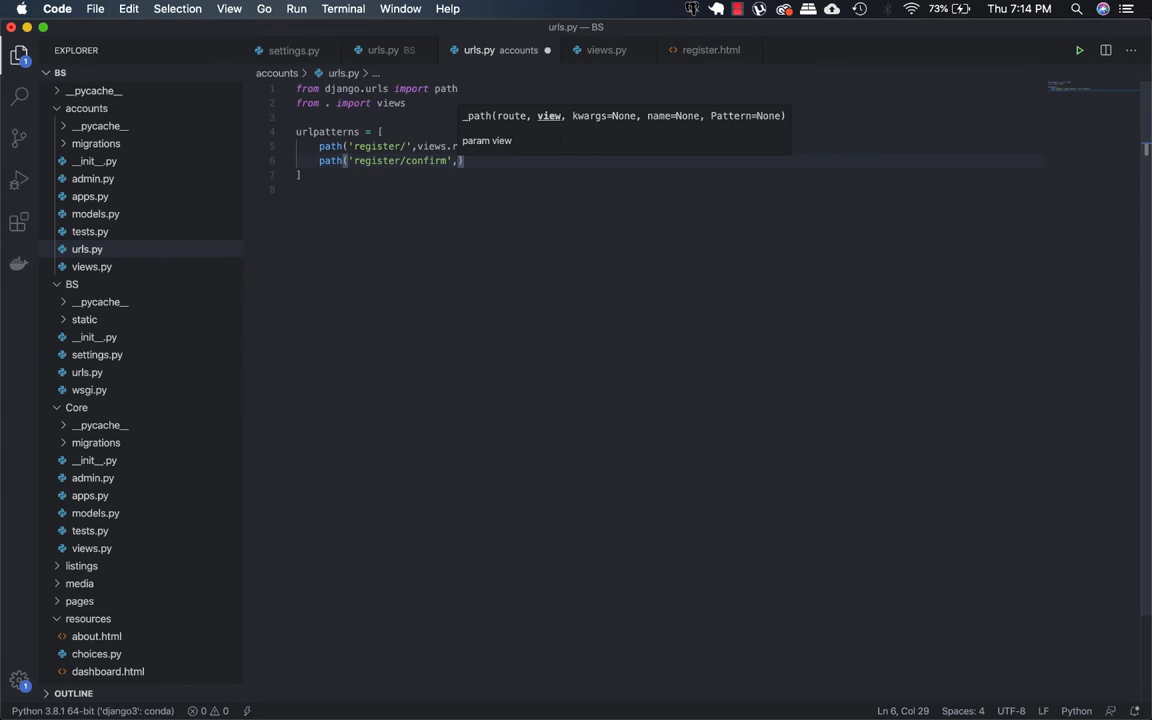 Code File Edit Selection View Go Run Terminal Window Help 73% Thu 7:14 PM
urls.py — BS
EXPLORER
settings.py
urls.py BS
urls.py accounts
views.py
register.html
BS
accounts > urls.py > ...
__pycache__
accounts
__pycache__
migrations
__init__.py
admin.py
apps.py
models.py
tests.py
urls.py
views.py
BS
__pycache__
static
__init__.py
settings.py
urls.py
wsgi.py
Core
__pycache__
migrations
__init__.py
admin.py
apps.py
models.py
tests.py
views.py
listings
media
pages
resources
about.html
choices.py
dashboard.html
OUTLINE
1 from django.urls import path
2 from . import views
3
4 urlpatterns = [
5 path('register/',views.r
6 path('register/confirm',)
7 ]
8
_path(route, view, kwargs=None, name=None, Pattern=None)
param view
1
1
Python 3.8.1 64-bit ('django3': conda) 0 0 Ln 6, Col 29 Spaces: 4 UTF-8 LF Python